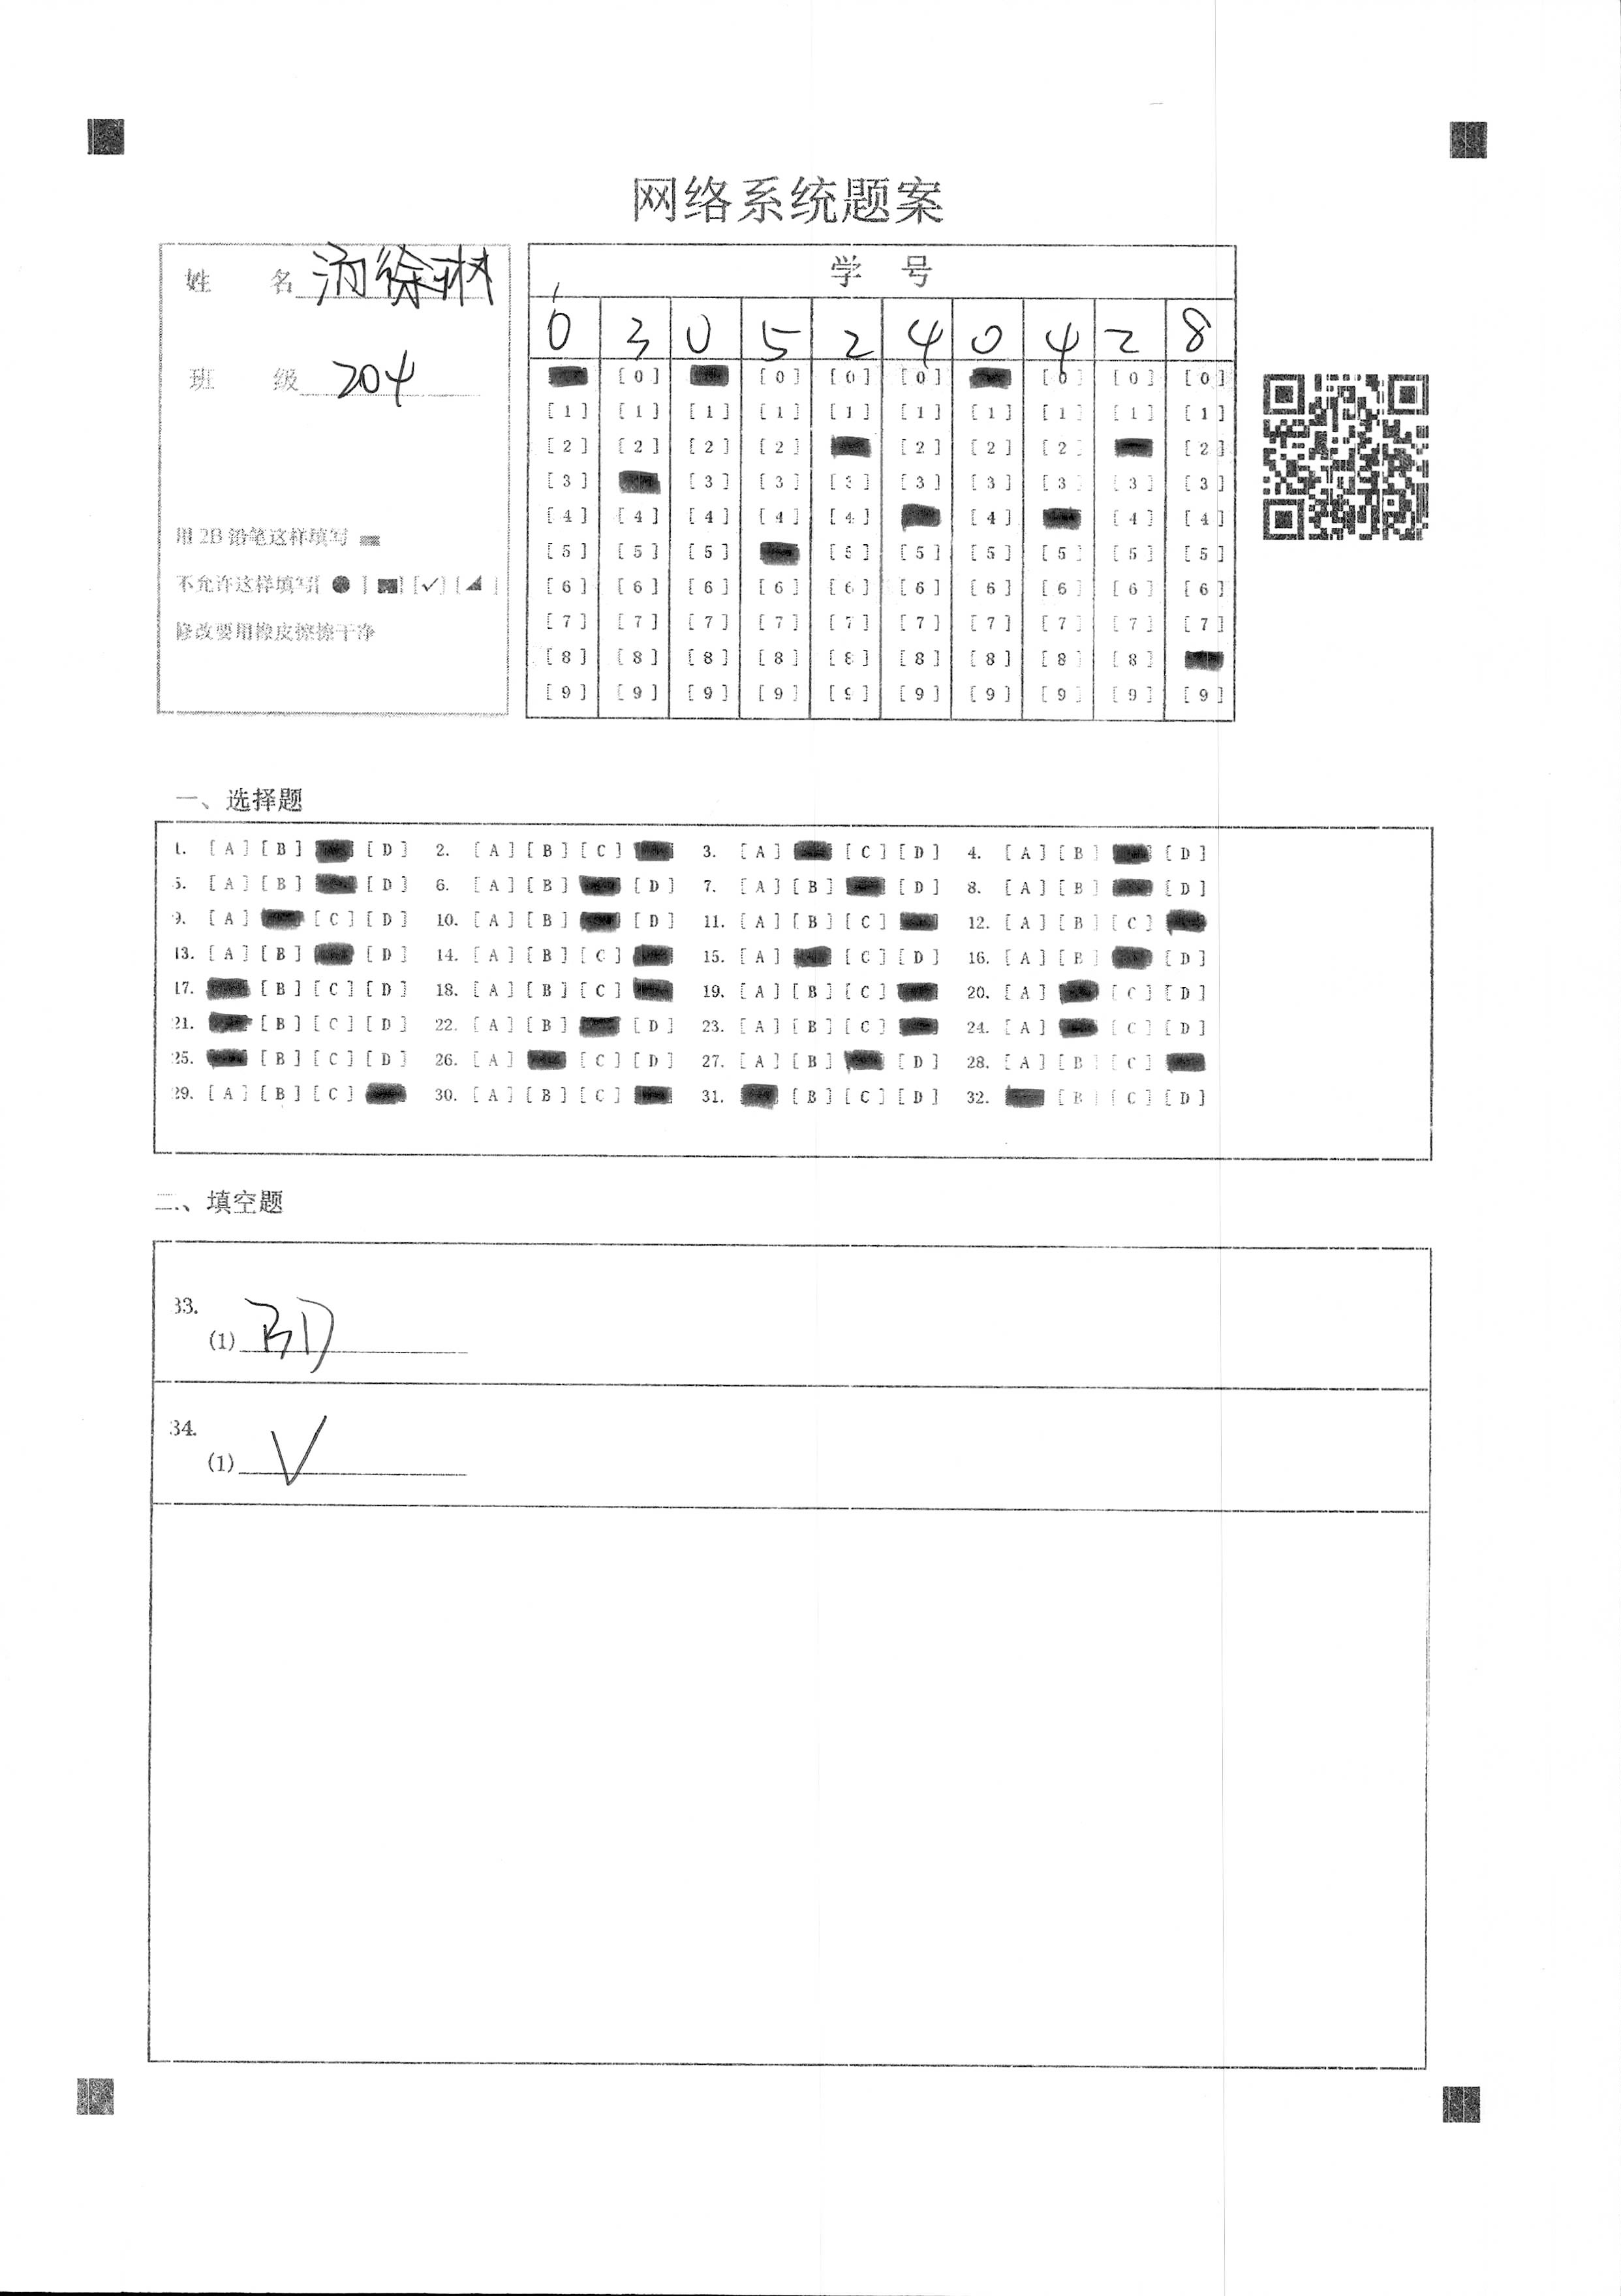 网络系统题案
姓 名 徐琳
学 号
0 3 0 5 2 4 0 4 2 8
班 级 204
[0] [0] [0] [0] [0] [0] [0]
[1] [1] [1] [1] [1] [1] [1] [1] [1] [1]
[2] [2] [2] [2] [2] [2] [2] [2]
[3] [3] [3] [3] [3] [3] [3] [3] [3]
[4] [4] [4] [4] [4] [4] [4] [4]
[5] [5] [5] [5] [5] [5] [5] [5] [5]
[6] [6] [6] [6] [6] [6] [6] [6] [6] [6]
[7] [7] [7] [7] [7] [7] [7] [7] [7] [7]
[8] [8] [8] [8] [8] [8] [8] [8] [8]
[9] [9] [9] [9] [9] [9] [9] [9] [9] [9]
用 2B 铅笔这样填写
不允许这样填写[ ● ] [■] [✓] [◢ ]
修改要用橡皮擦擦干净
一、选择题
1. [A] [B] [D] 2. [A] [B] [C] 3. [A] [C] [D] 4. [A] [B] [D]
5. [A] [B] [D] 6. [A] [B] [D] 7. [A] [B] [D] 8. [A] [B] [D]
9. [A] [C] [D] 10. [A] [B] [D] 11. [A] [B] [C] 12. [A] [B] [C]
13. [A] [B] [D] 14. [A] [B] [C] 15. [A] [C] [D] 16. [A] [B] [D]
17. [B] [C] [D] 18. [A] [B] [C] 19. [A] [B] [C] 20. [A] [C] [D]
21. [B] [C] [D] 22. [A] [B] [D] 23. [A] [B] [C] 24. [A] [C] [D]
25. [B] [C] [D] 26. [A] [C] [D] 27. [A] [B] [D] 28. [A] [B] [C]
29. [A] [B] [C] 30. [A] [B] [C] 31. [B] [C] [D] 32. [B] [C] [D]
二、填空题
33.
(1) BD
34.
(1) √